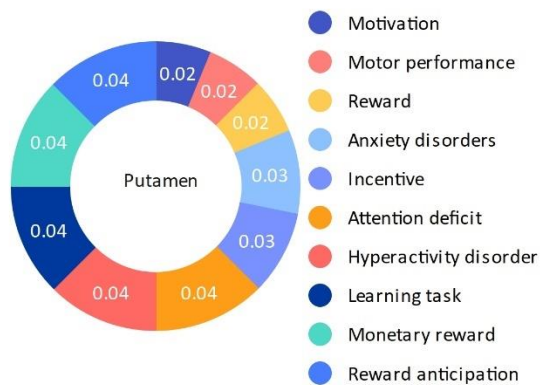 0.02
0.02
0.02
0.03
0.03
0.04
0.04
0.04
0.04
0.04
Putamen
Motivation
Motor performance
Reward
Anxiety disorders
Incentive
Attention deficit
Hyperactivity disorder
Learning task
Monetary reward
Reward anticipation